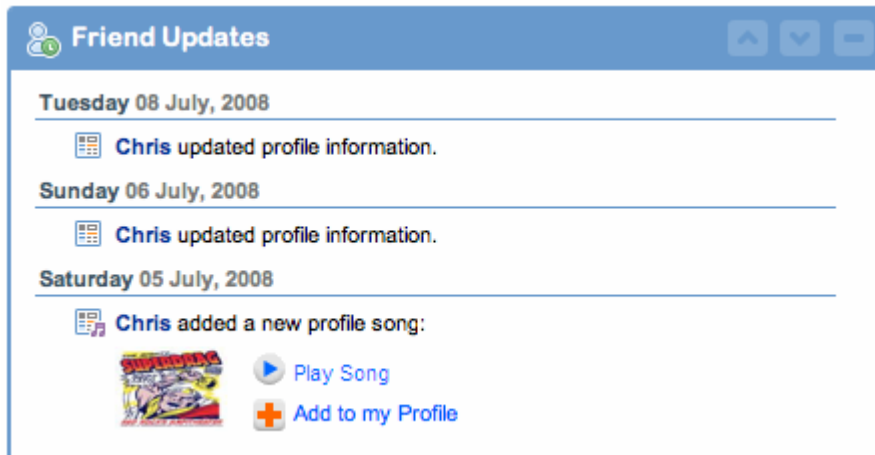 Friend Updates
Tuesday 08 July, 2008
Chris updated profile information.
Sunday 06 July, 2008
Chris updated profile information.
Saturday 05 July, 2008
Chris added a new profile song:
SUPERDRAG
Play Song
Add to my Profile